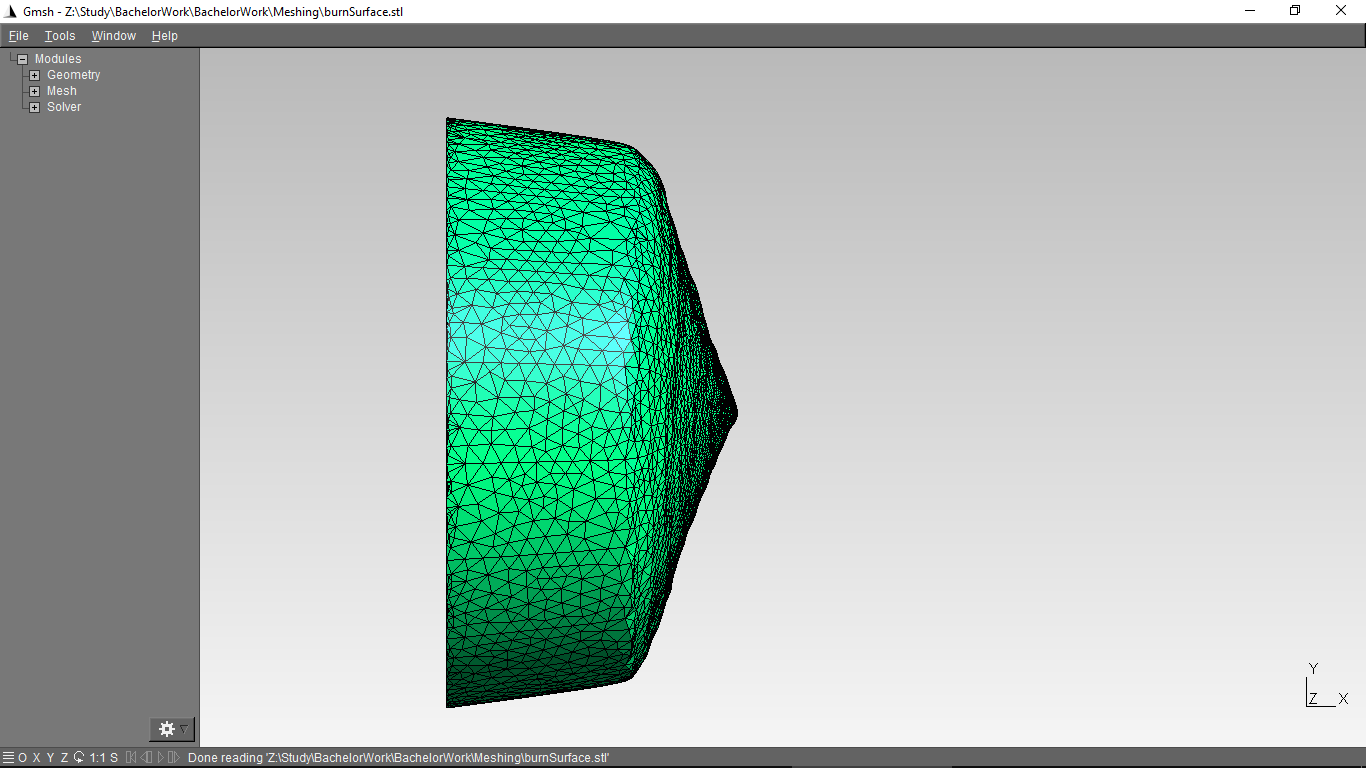 Gmsh - Z:\Study\BachelorWork\BachelorWork\Meshing\burnSurface.stl
File Tools Window Help
Modules
Geometry
Mesh
Solver
Y
Z X
O X Y Z 1:1 S Done reading 'Z:\Study\BachelorWork\BachelorWork\Meshing\burnSurface.stl'